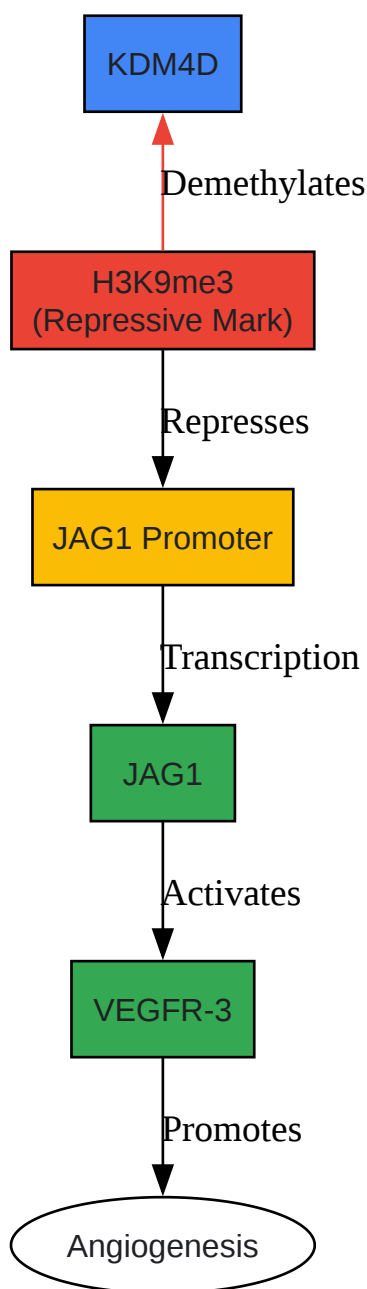 KDM4D
Demethylates
H3K9me3
(Repressive Mark)
Represses
JAG1 Promoter
Transcription
JAG1
Activates
VEGFR-3
Promotes
Angiogenesis